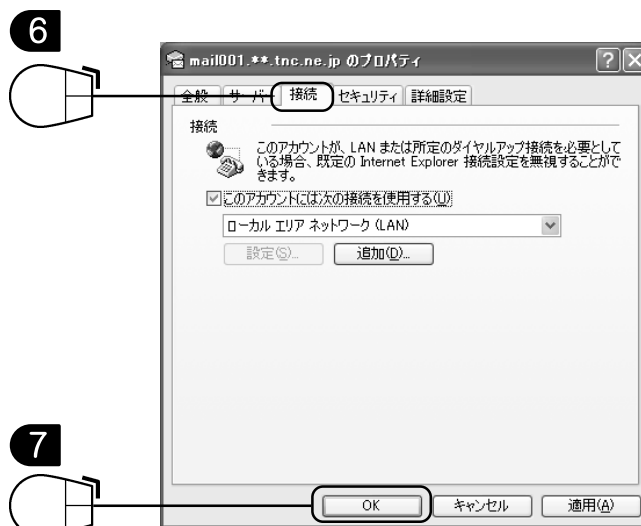 6
mail001.**.tnc.ne.jp のプロパティ
全般 サーバー 接続 セキュリティ 詳細設定
接続
このアカウントが、LAN または所定のダイヤルアップ接続を必要として
いる場合、既定の Internet Explorer 接続設定を無視することがで
きます。
このアカウントには次の接続を使用する(U)
ローカル エリア ネットワーク (LAN)
設定(S)... 追加(D)...
7
OK キャンセル 適用(A)